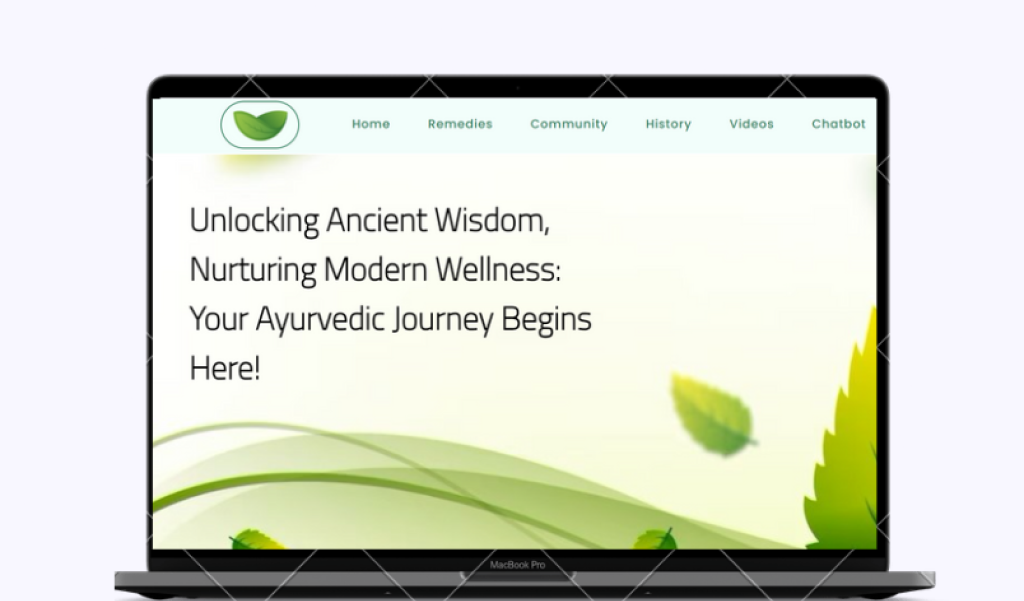 Home Remedies Community History Videos Chatbot
Unlocking Ancient Wisdom,
Nurturing Modern Wellness:
Your Ayurvedic Journey Begins
Here!
MacBook Pro